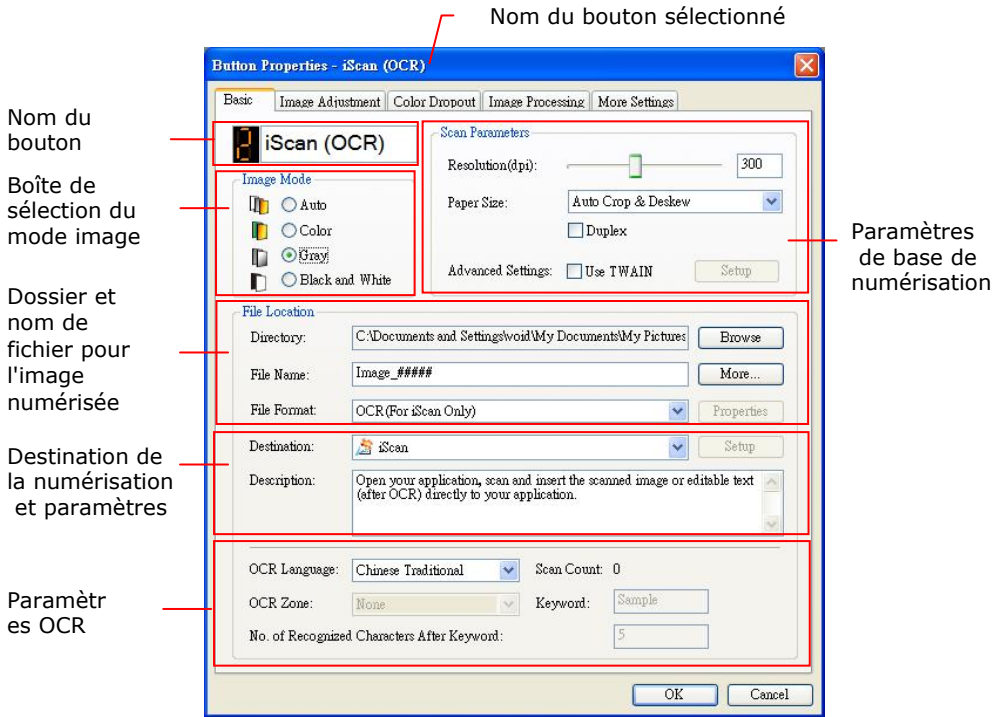 Nom du bouton sélectionné
Button Properties - iScan (OCR)
Basic Image Adjustment Color Dropout Image Processing More Settings
Nom du
bouton
2 iScan (OCR)
Scan Parameters
Resolution(dpi): 300
Paper Size: Auto Crop & Deskew
Duplex
Advanced Settings: Use TWAIN Setup
Boîte de
sélection du
mode image
Image Mode
Auto
Color
Gray
Black and White
Paramètres
de base de
numérisation
Dossier et
nom de
fichier pour
l'image
numérisée
File Location
Directory: C:\Documents and Settings\void\My Documents\My Pictures Browse
File Name: Image_##### More...
File Format: OCR(For iScan Only) Properties
Destination de
la numérisation
et paramètres
Destination: iScan Setup
Description: Open your application, scan and insert the scanned image or editable text
(after OCR) directly to your application.
Paramètr
es OCR
OCR Language: Chinese Traditional Scan Count: 0
OCR Zone: None Keyword: Sample
No. of Recognized Characters After Keyword: 5
OK Cancel